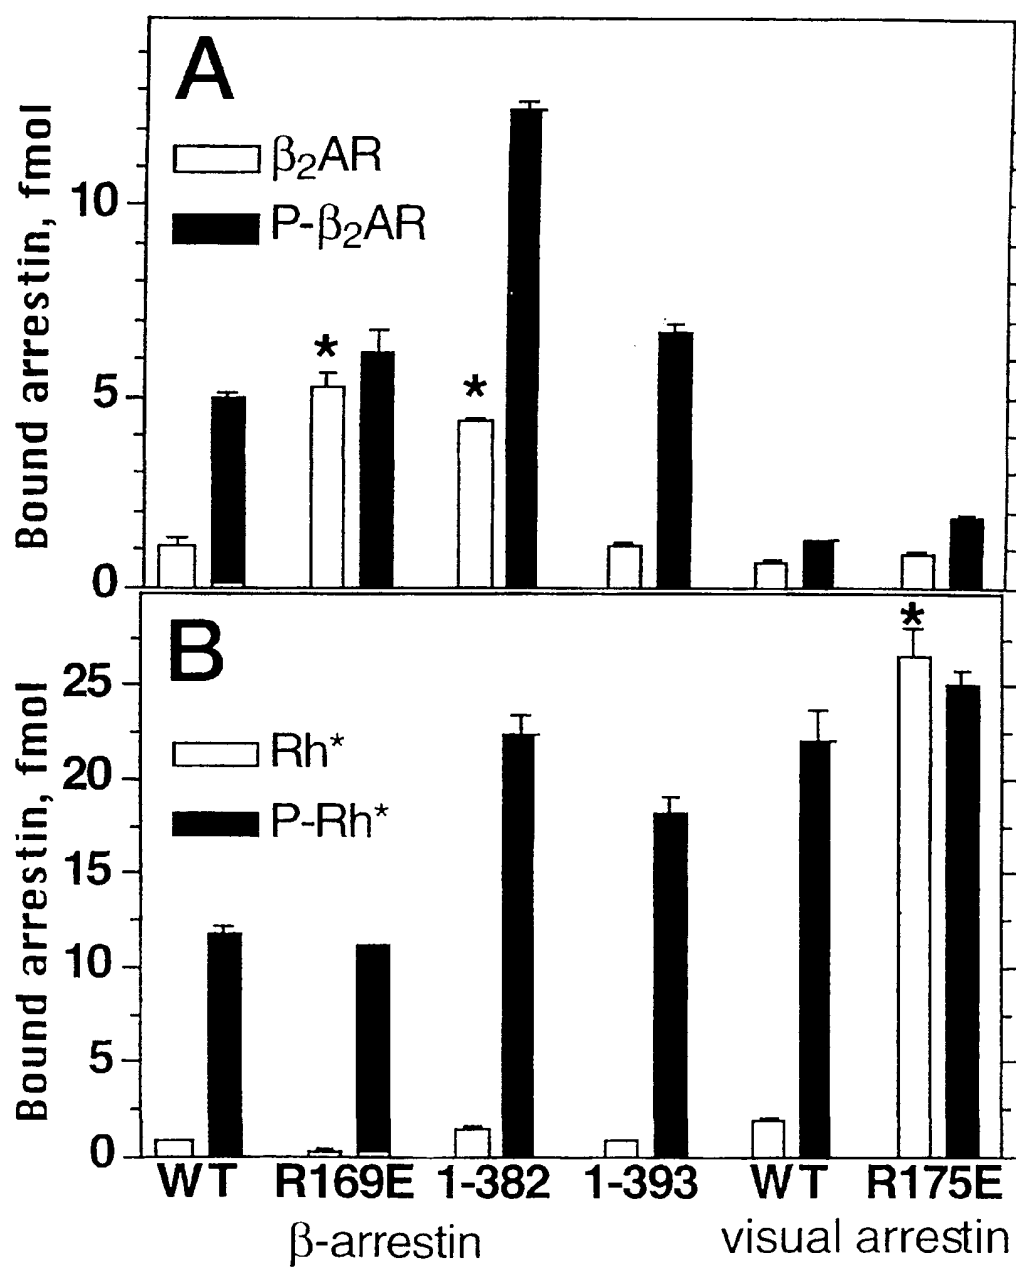 A
β₂AR
P-β₂AR
Bound arrestin, fmol
10
5
0
*
*
B
Rh*
P-Rh*
Bound arrestin, fmol
25
20
15
10
5
0
*
WT R169E 1-382 1-393 WT R175E
β-arrestin visual arrestin